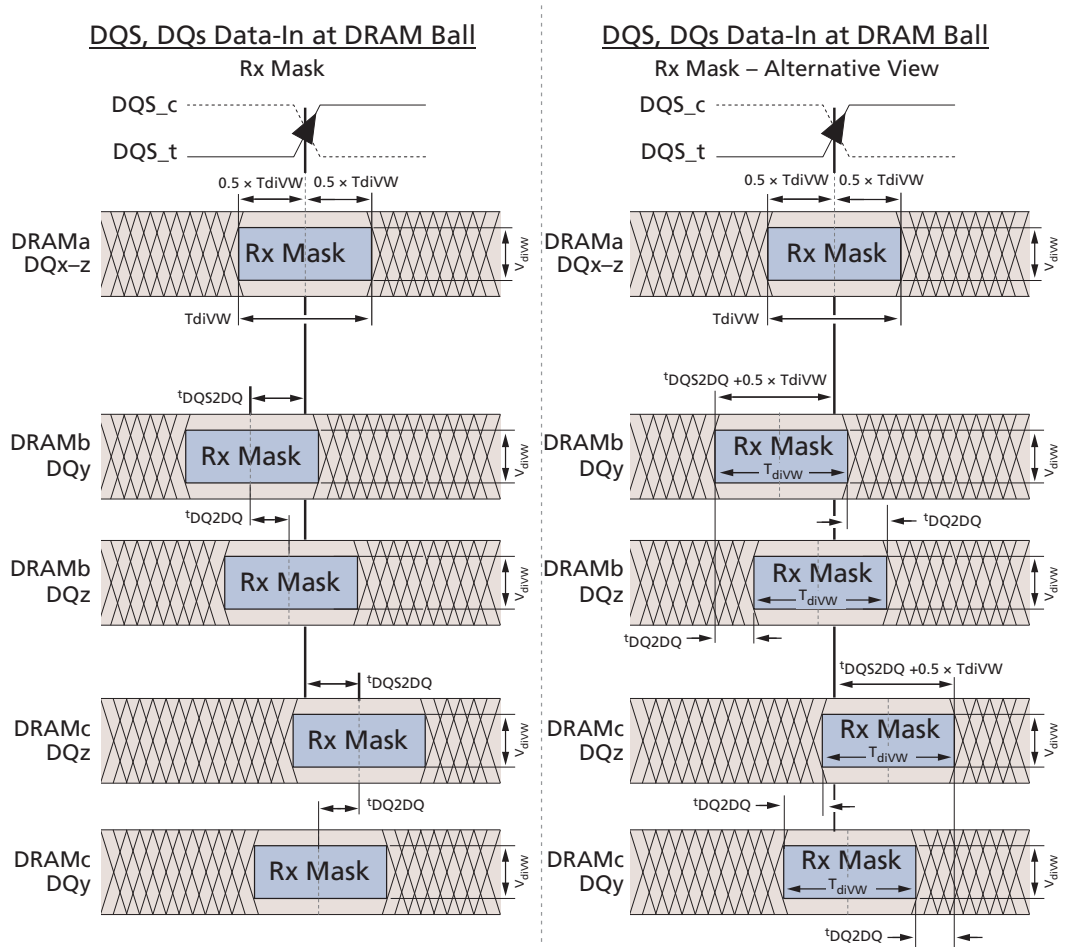 DQS, DQs Data-In at DRAM Ball
Rx Mask
DQS_c
DQS_t
0.5 × TdiVW
0.5 × TdiVW
DRAMa
DQx–z
Rx Mask
VdiVW
TdiVW
tDQS2DQ
DRAMb
DQy
Rx Mask
VdiVW
tDQ2DQ
DRAMb
DQz
Rx Mask
VdiVW
tDQS2DQ
DRAMc
DQz
Rx Mask
VdiVW
tDQ2DQ
DRAMc
DQy
Rx Mask
VdiVW
DQS, DQs Data-In at DRAM Ball
Rx Mask – Alternative View
DQS_c
DQS_t
0.5 × TdiVW
0.5 × TdiVW
DRAMa
DQx–z
Rx Mask
VdiVW
TdiVW
tDQS2DQ +0.5 × TdiVW
DRAMb
DQy
Rx Mask
TdiVW
VdiVW
tDQ2DQ
DRAMb
DQz
Rx Mask
TdiVW
VdiVW
tDQ2DQ
tDQS2DQ +0.5 × TdiVW
DRAMc
DQz
Rx Mask
TdiVW
VdiVW
tDQ2DQ
DRAMc
DQy
Rx Mask
TdiVW
VdiVW
tDQ2DQ